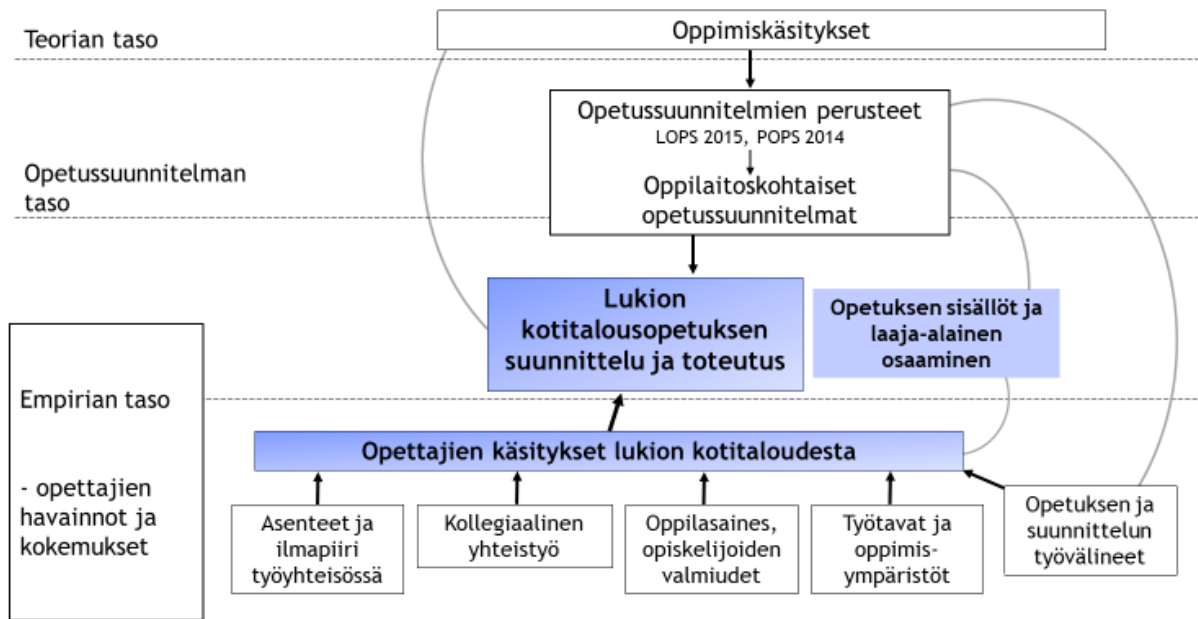 Oppimiskäsitykset
Teorian taso
Opetussuunnitelmien perusteet
LOPS 2015, POPS 2014
Oppilaitoskohtaiset
opetussuunnitelmat
Opetussuunnitelman
taso
Lukion
kotitalousopetuksen
suunnittelu ja toteutus
Opetuksen sisällöt ja
laaja-alainen
osaaminen
Empirian taso
- opettajien
havainnot ja
kokemukset
Opettajien käsitykset lukion kotitaloudesta
Asenteet ja
ilmapiiri
työyhteisössä
Kollegiaalinen
yhteistyö
Oppilasaines,
opiskelijoiden
valmiudet
Työtavat ja
oppimis-
ympäristöt
Opetuksen ja
suunnittelun
työvälineet